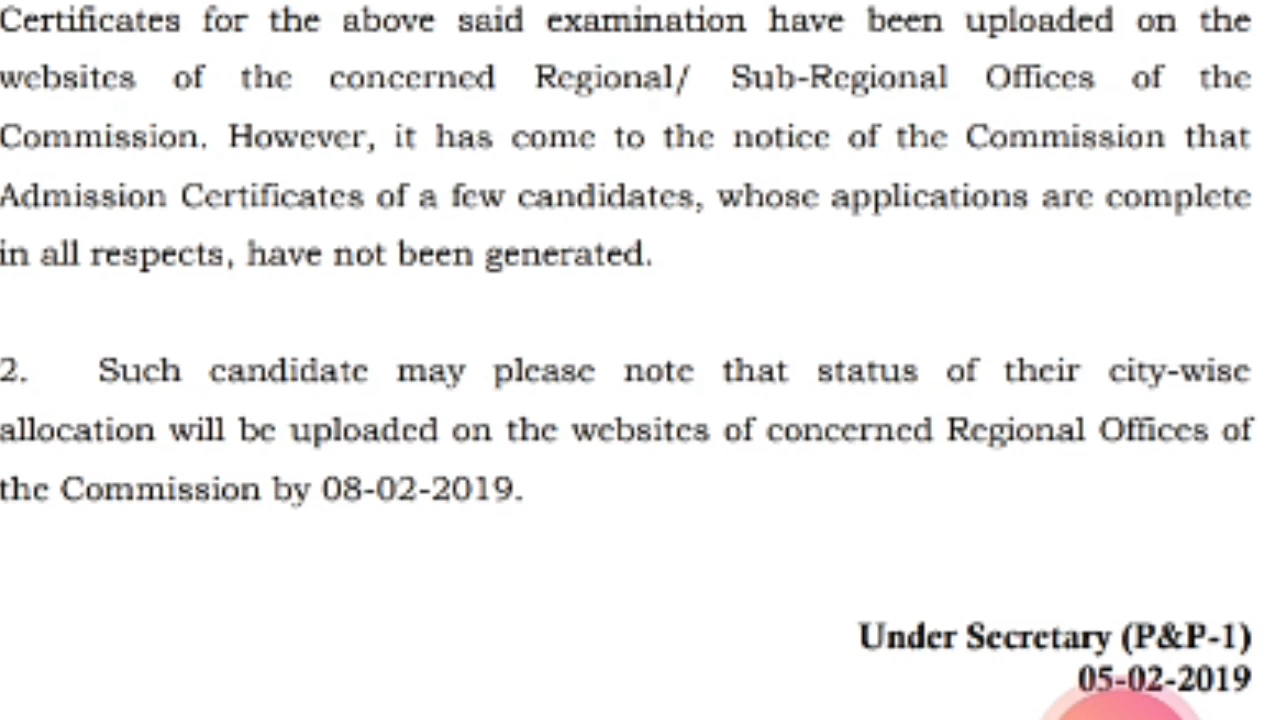 Certificates for the above said examination have been uploaded on the
websites of the concerned Regional/ Sub-Regional Offices of the
Commission. However, it has come to the notice of the Commission that
Admission Certificates of a few candidates, whose applications are complete
in all respects, have not been generated.
2. Such candidate may please note that status of their city-wise
allocation will be uploaded on the websites of concerned Regional Offices of
the Commission by 08-02-2019.
Under Secretary (P&P-1)
05-02-2019